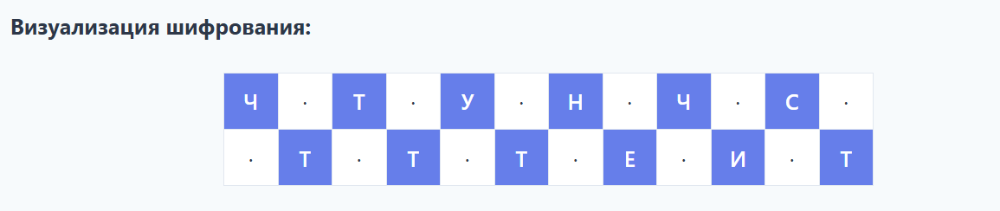 Визуализация шифрования:
Ч · Т · У · Н · Ч · С ·
· Т · Т · Т · Е · И · Т